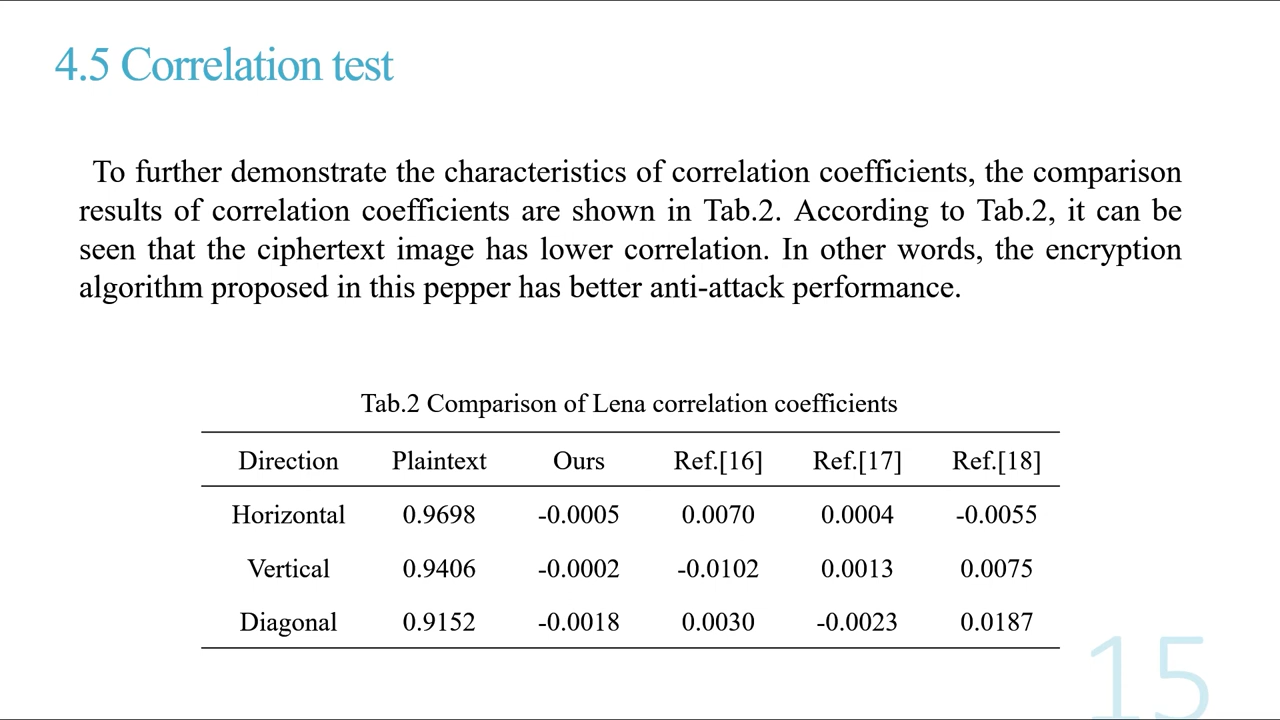 4.5 Correlation test
To further demonstrate the characteristics of correlation coefficients, the comparison
results of correlation coefficients are shown in Tab.2. According to Tab.2, it can be
seen that the ciphertext image has lower correlation. In other words, the encryption
algorithm proposed in this pepper has better anti-attack performance.
Tab.2 Comparison of Lena correlation coefficients
Direction Plaintext Ours Ref.[16] Ref.[17] Ref.[18]
Horizontal 0.9698 -0.0005 0.0070 0.0004 -0.0055
Vertical 0.9406 -0.0002 -0.0102 0.0013 0.0075
Diagonal 0.9152 -0.0018 0.0030 -0.0023 0.0187
15